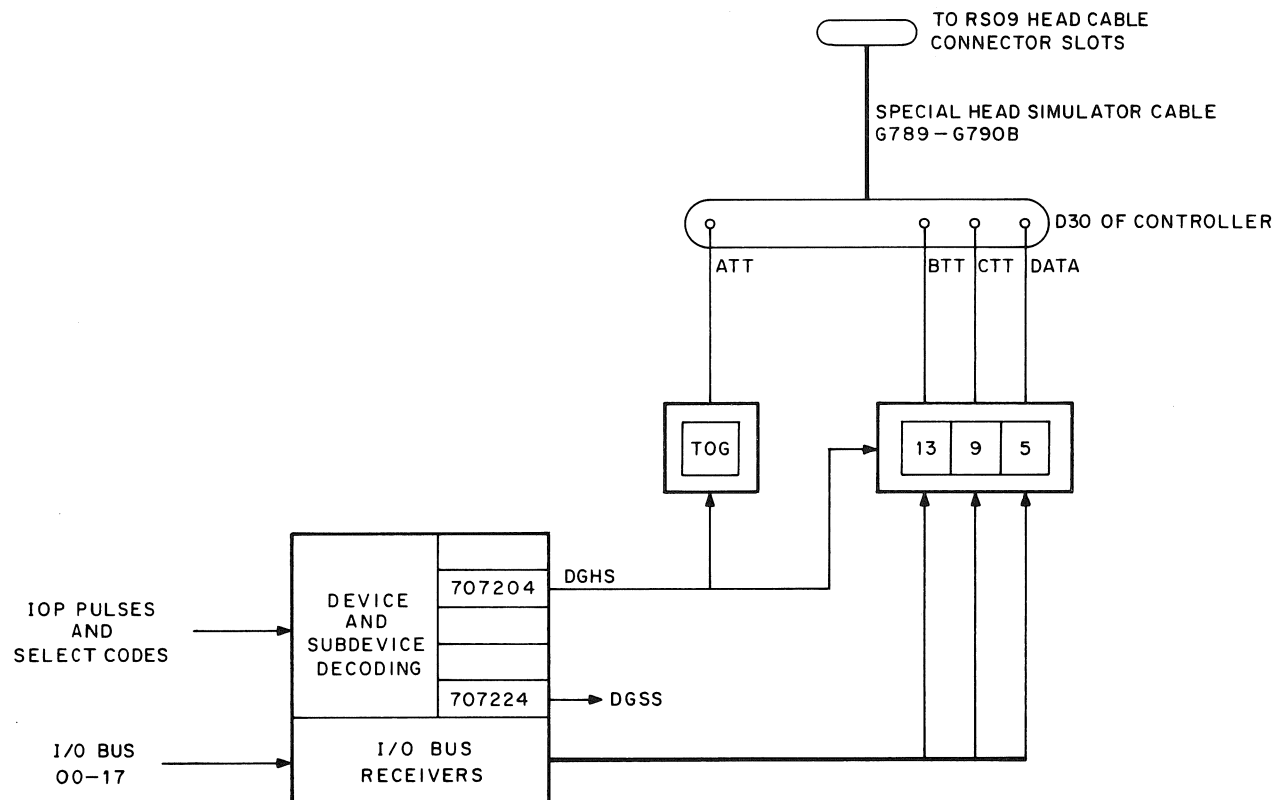 TO RS09 HEAD CABLE
CONNECTOR SLOTS
SPECIAL HEAD SIMULATOR CABLE
G789-G790B
D30 OF CONTROLLER
ATT
BTT
CTT
DATA
TOG
13
9
5
DGHS
707204
IOP PULSES
AND
SELECT CODES
DEVICE
AND
SUBDEVICE
DECODING
707224
DGSS
I/O BUS
00-17
I/O BUS
RECEIVERS